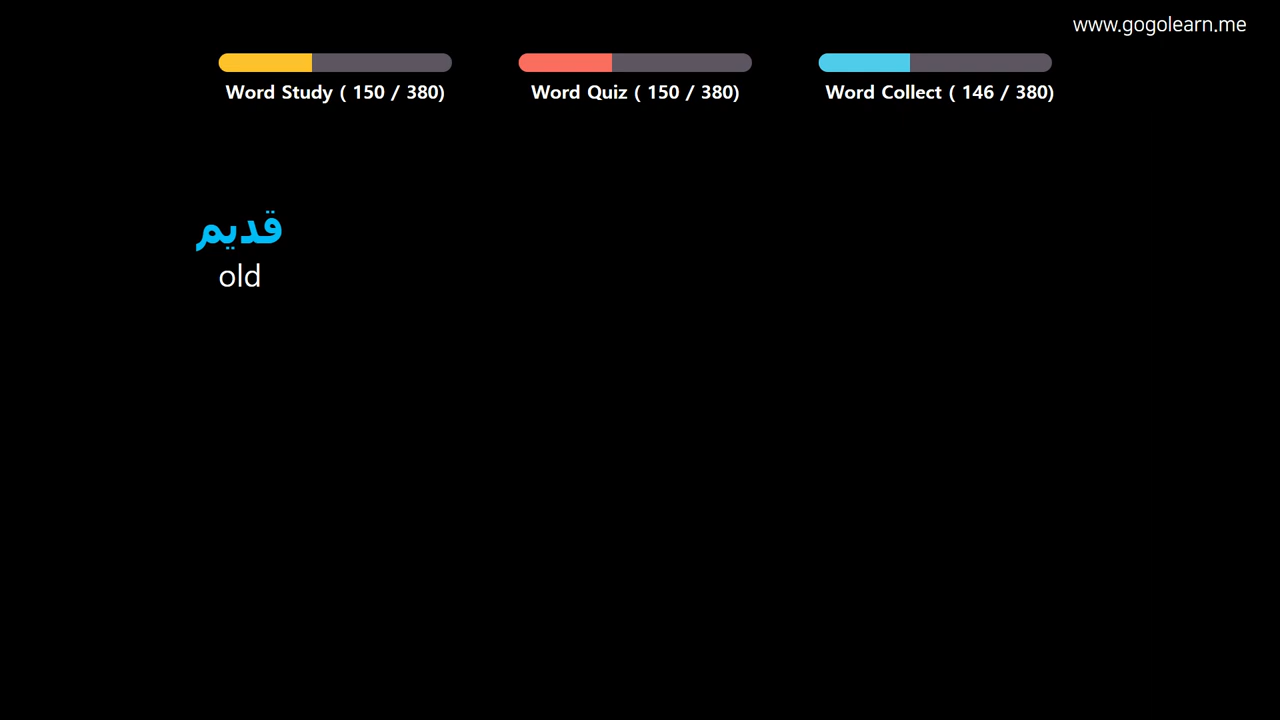 www.gogolearn.me
Word Study ( 150 / 380)
Word Quiz ( 150 / 380)
Word Collect ( 146 / 380)
قديم
old